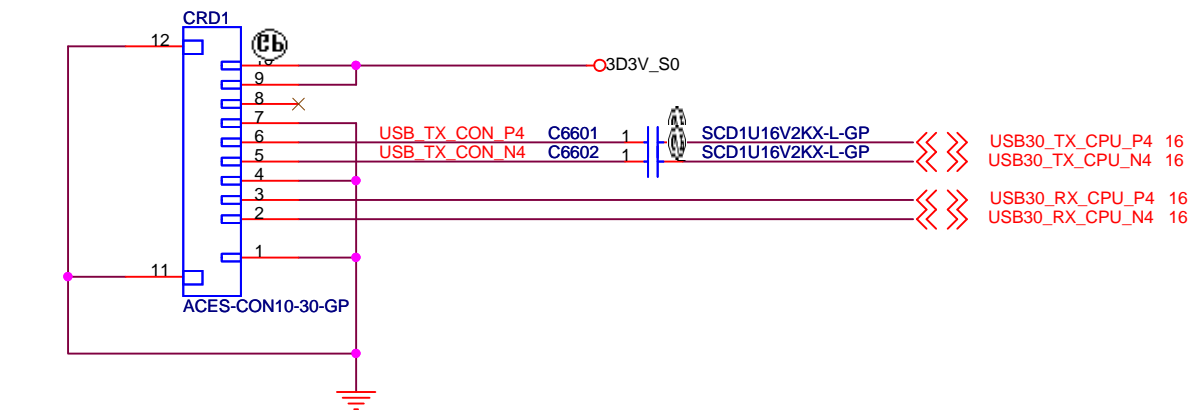 CRD1
12
3D3V_S0
9
8
7
6 USB_TX_CON_P4 C6601 1 SCD1U16V2KX-L-GP USB30_TX_CPU_P4 16
5 USB_TX_CON_N4 C6602 1 SCD1U16V2KX-L-GP USB30_TX_CPU_N4 16
4
3 USB30_RX_CPU_P4 16
2 USB30_RX_CPU_N4 16
1
11
ACES-CON10-30-GP